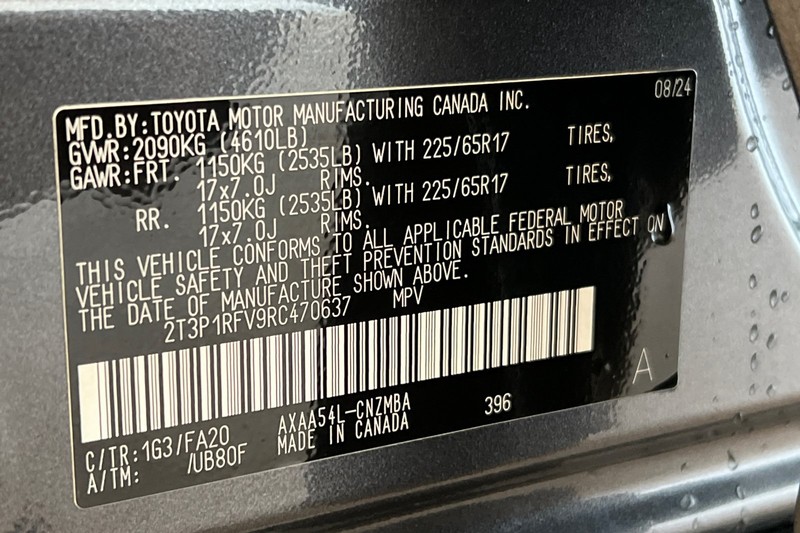 08/24
MFD.BY:TOYOTA MOTOR MANUFACTURING CANADA INC.
GVWR:2090KG (4610LB)
GAWR:FRT. 1150KG (2535LB) WITH 225/65R17 TIRES,
17x7.0J RIMS.
RR. 1150KG (2535LB) WITH 225/65R17 TIRES,
17x7.0J RIMS.
THIS VEHICLE CONFORMS TO ALL APPLICABLE FEDERAL MOTOR
VEHICLE SAFETY AND THEFT PREVENTION STANDARDS IN EFFECT ON
THE DATE OF MANUFACTURE SHOWN ABOVE.
2T3P1RFV9RC470637 MPV
A
C/TR:1G3/FA20 AXAA54L-CNZMBA 396
A/TM: /UB80F MADE IN CANADA